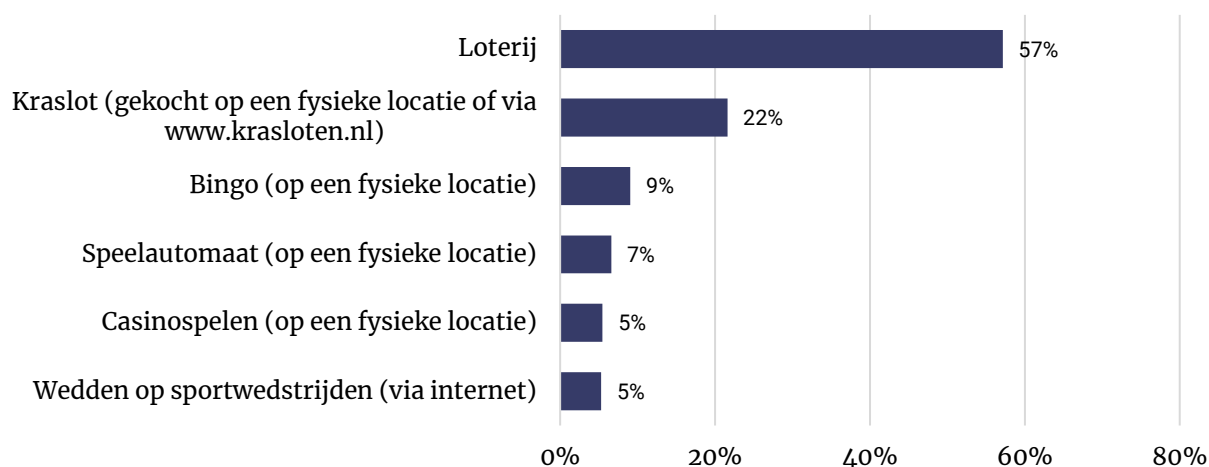 Loterij
57%
Kraslot (gekocht op een fysieke locatie of via
www.krasloten.nl)
22%
Bingo (op een fysieke locatie)
9%
Speelautomaat (op een fysieke locatie)
7%
Casinospelen (op een fysieke locatie)
5%
Wedden op sportwedstrijden (via internet)
5%
0% 20% 40% 60% 80%